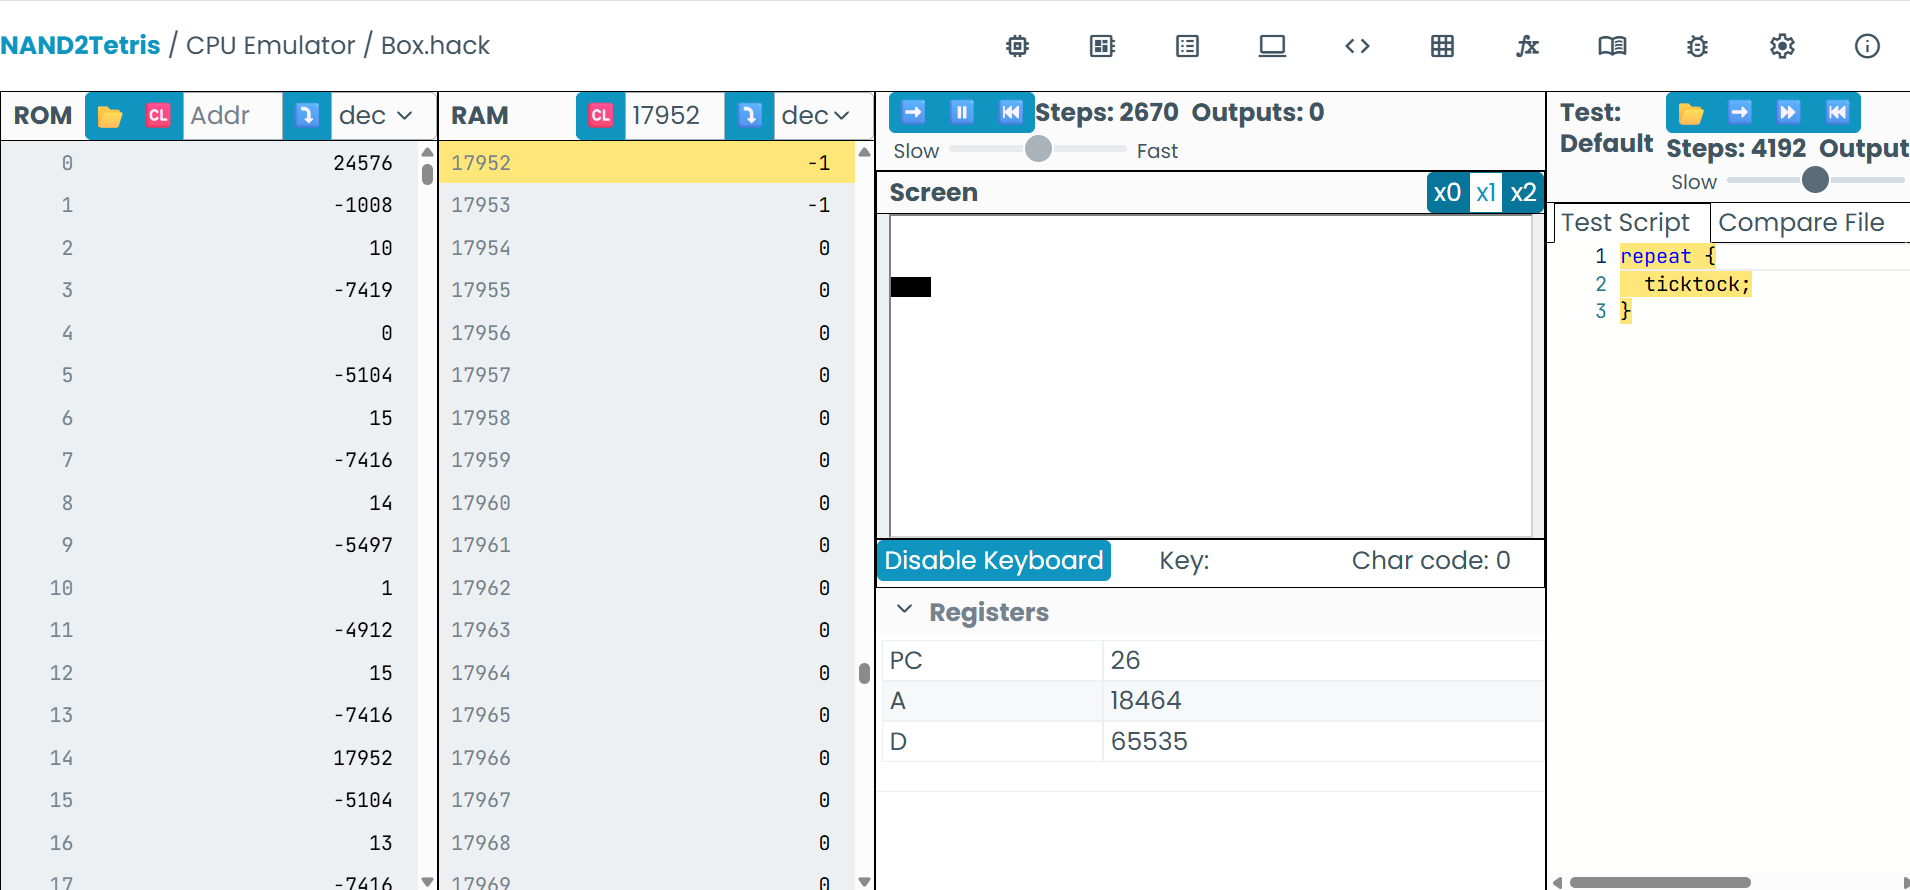 NAND2Tetris / CPU Emulator / Box.hack
ROM CL Addr dec
0 24576
1 -1008
2 10
3 -7419
4 0
5 -5104
6 15
7 -7416
8 14
9 -5497
10 1
11 -4912
12 15
13 -7416
14 17952
15 -5104
16 13
17 -7416
RAM CL 17952 dec
17952 -1
17953 -1
17954 0
17955 0
17956 0
17957 0
17958 0
17959 0
17960 0
17961 0
17962 0
17963 0
17964 0
17965 0
17966 0
17967 0
17968 0
17969 0
Steps: 2670 Outputs: 0
Slow Fast
Screen x0 x1 x2
Disable Keyboard Key: Char code: 0
Registers
PC 26
A 18464
D 65535
Test:
Default
Steps: 4192 Output
Slow
Test Script Compare File
1 repeat {
2 ticktock;
3 }